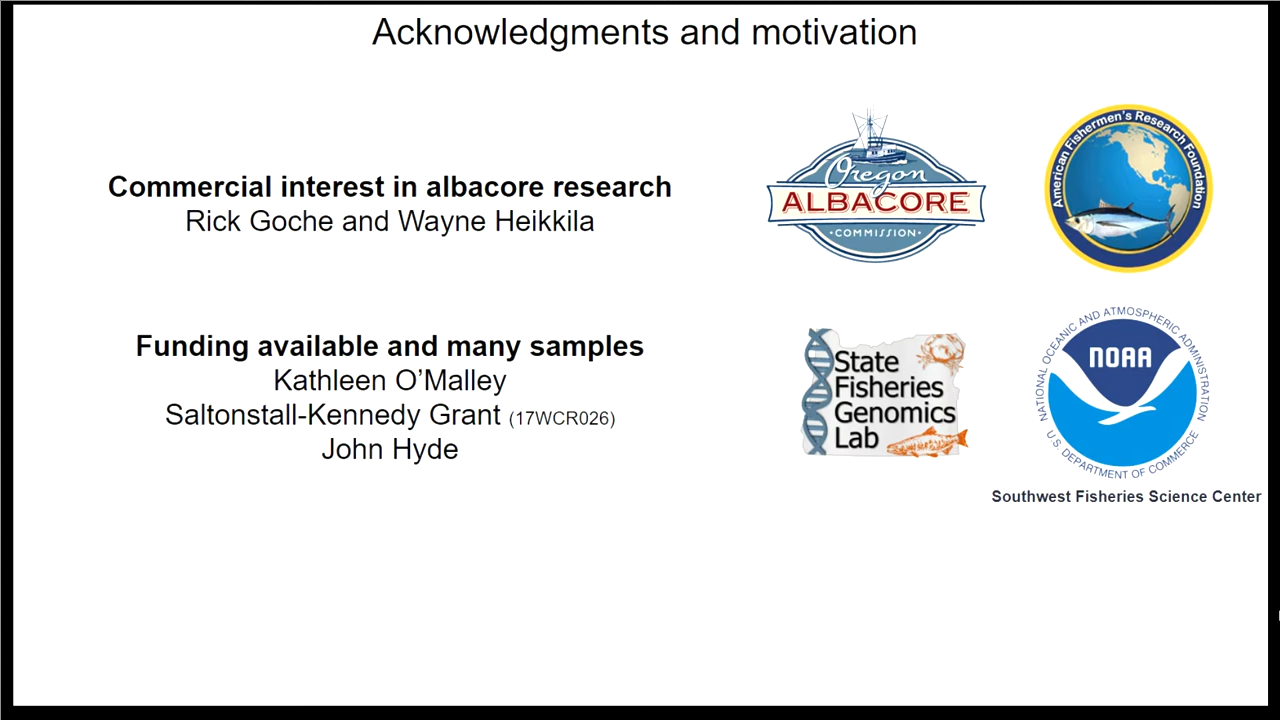 Acknowledgments and motivation
Commercial interest in albacore research
Rick Goche and Wayne Heikkila
Oregon
ALBACORE
·COMMISSION·
American Fishermen's Research Foundation
Funding available and many samples
Kathleen O’Malley
Saltonstall-Kennedy Grant (17WCR026)
John Hyde
State
Fisheries
Genomics
Lab
NATIONAL OCEANIC AND ATMOSPHERIC ADMINISTRATION
NOAA
U.S. DEPARTMENT OF COMMERCE
Southwest Fisheries Science Center